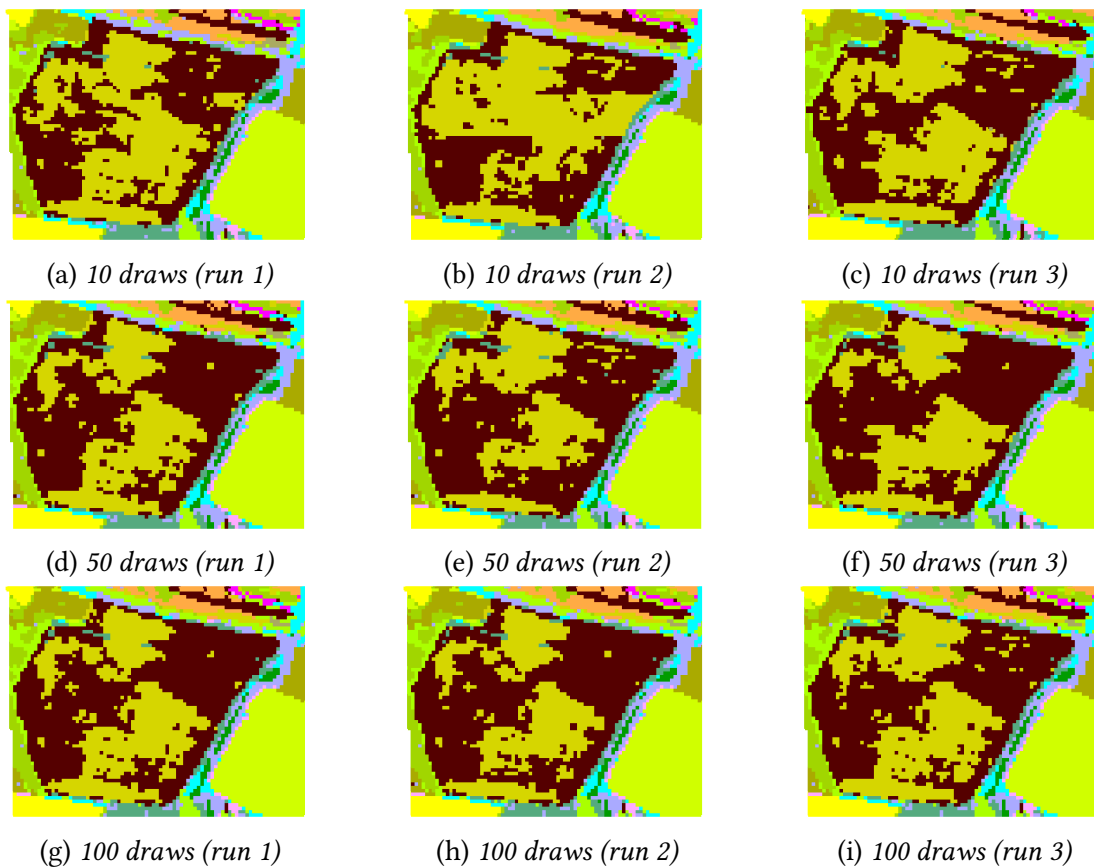 (a) 10 draws (run 1)
(b) 10 draws (run 2)
(c) 10 draws (run 3)
(d) 50 draws (run 1)
(e) 50 draws (run 2)
(f) 50 draws (run 3)
(g) 100 draws (run 1)
(h) 100 draws (run 2)
(i) 100 draws (run 3)